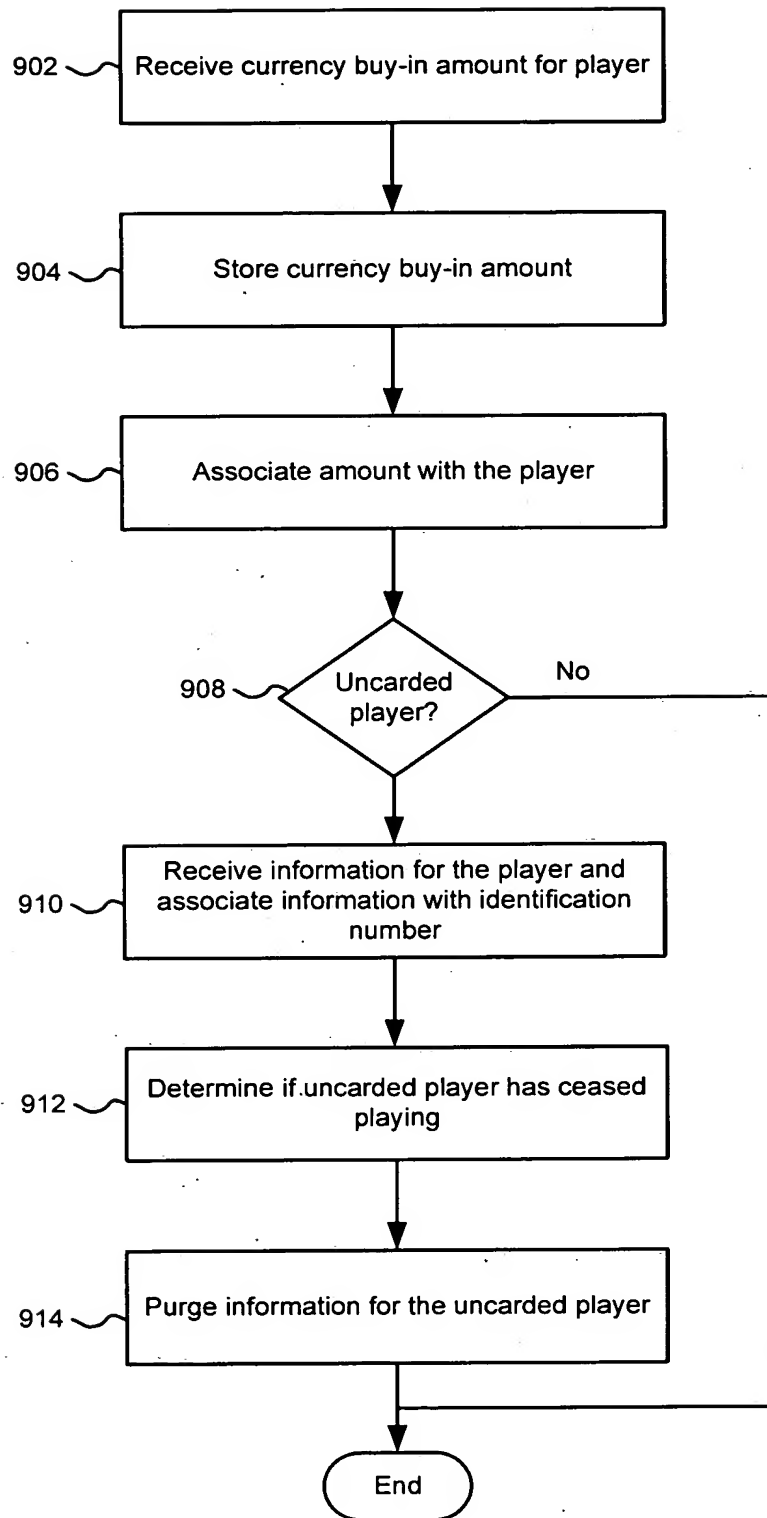 902
Receive currency buy-in amount for player
904
Store currency buy-in amount
906
Associate amount with the player
908
Uncarded
player?
No
910
Receive information for the player and
associate information with identification
number
912
Determine if uncarded player has ceased
playing
914
Purge information for the uncarded player
End